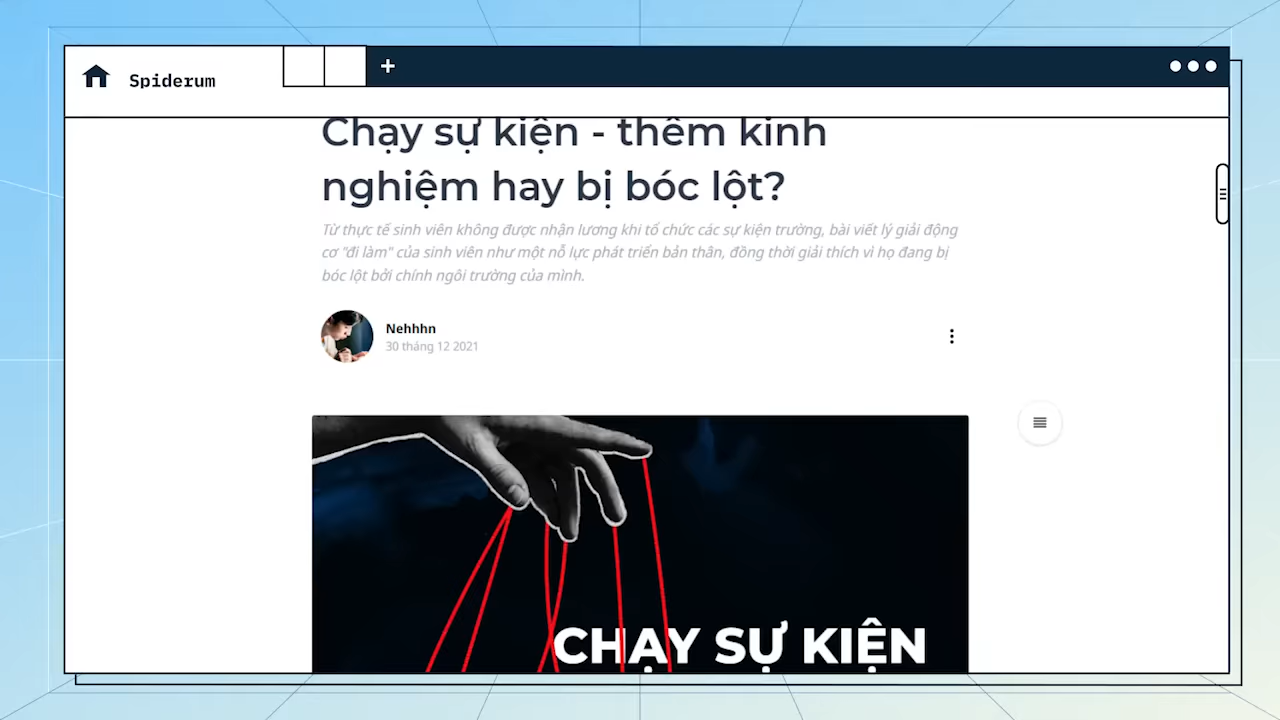 Spiderum
Chạy sự kiện - thêm kinh
nghiệm hay bị bóc lột?
Từ thực tế sinh viên không được nhận lương khi tổ chức các sự kiện trường, bài viết lý giải động
cơ "đi làm" của sinh viên như một nỗ lực phát triển bản thân, đồng thời giải thích vì họ đang bị
bóc lột bởi chính ngôi trường của mình.
Nehhhn
30 tháng 12 2021
CHẠY SỰ KIỆN